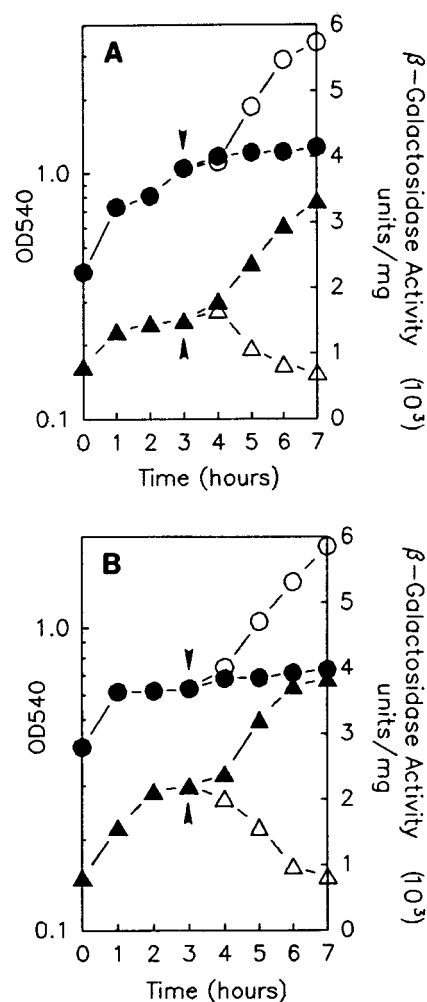 A
OD540
1.0
0.1
6
5
4
3
2
1
0
β-Galactosidase Activity (10³)
units/mg
0 1 2 3 4 5 6 7
Time (hours)
B
OD540
1.0
0.1
6
5
4
3
2
1
0
β-Galactosidase Activity (10³)
units/mg
0 1 2 3 4 5 6 7
Time (hours)